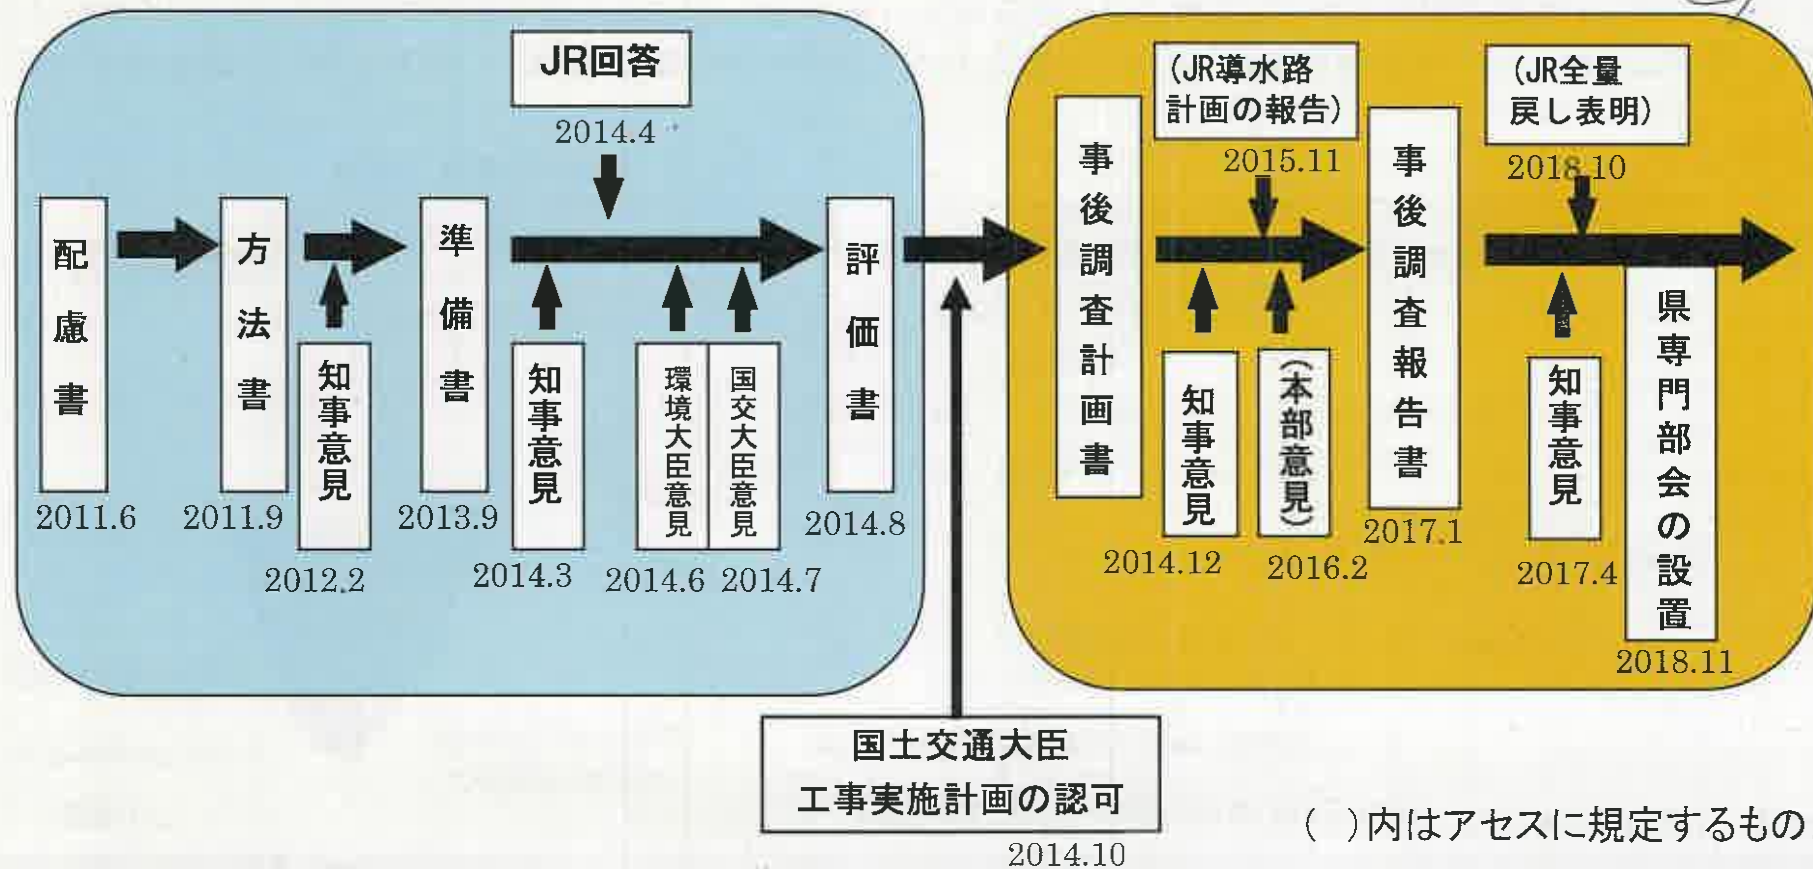 JR回答
2014.4
配慮書
2011.6
方法書
2011.9
知事意見
2012.2
準備書
2013.9
知事意見
2014.3
環境大臣意見
2014.6
国交大臣意見
2014.7
評価書
2014.8
国土交通大臣
工事実施計画の認可
2014.10
事後調査計画書
(JR導水路
計画の報告)
2015.11
知事意見
2014.12
(本部意見)
2016.2
事後調査報告書
2017.1
(JR全量
戻し表明)
2018.10
知事意見
2017.4
県専門部会の設置
2018.11
( )内はアセスに規定するもの